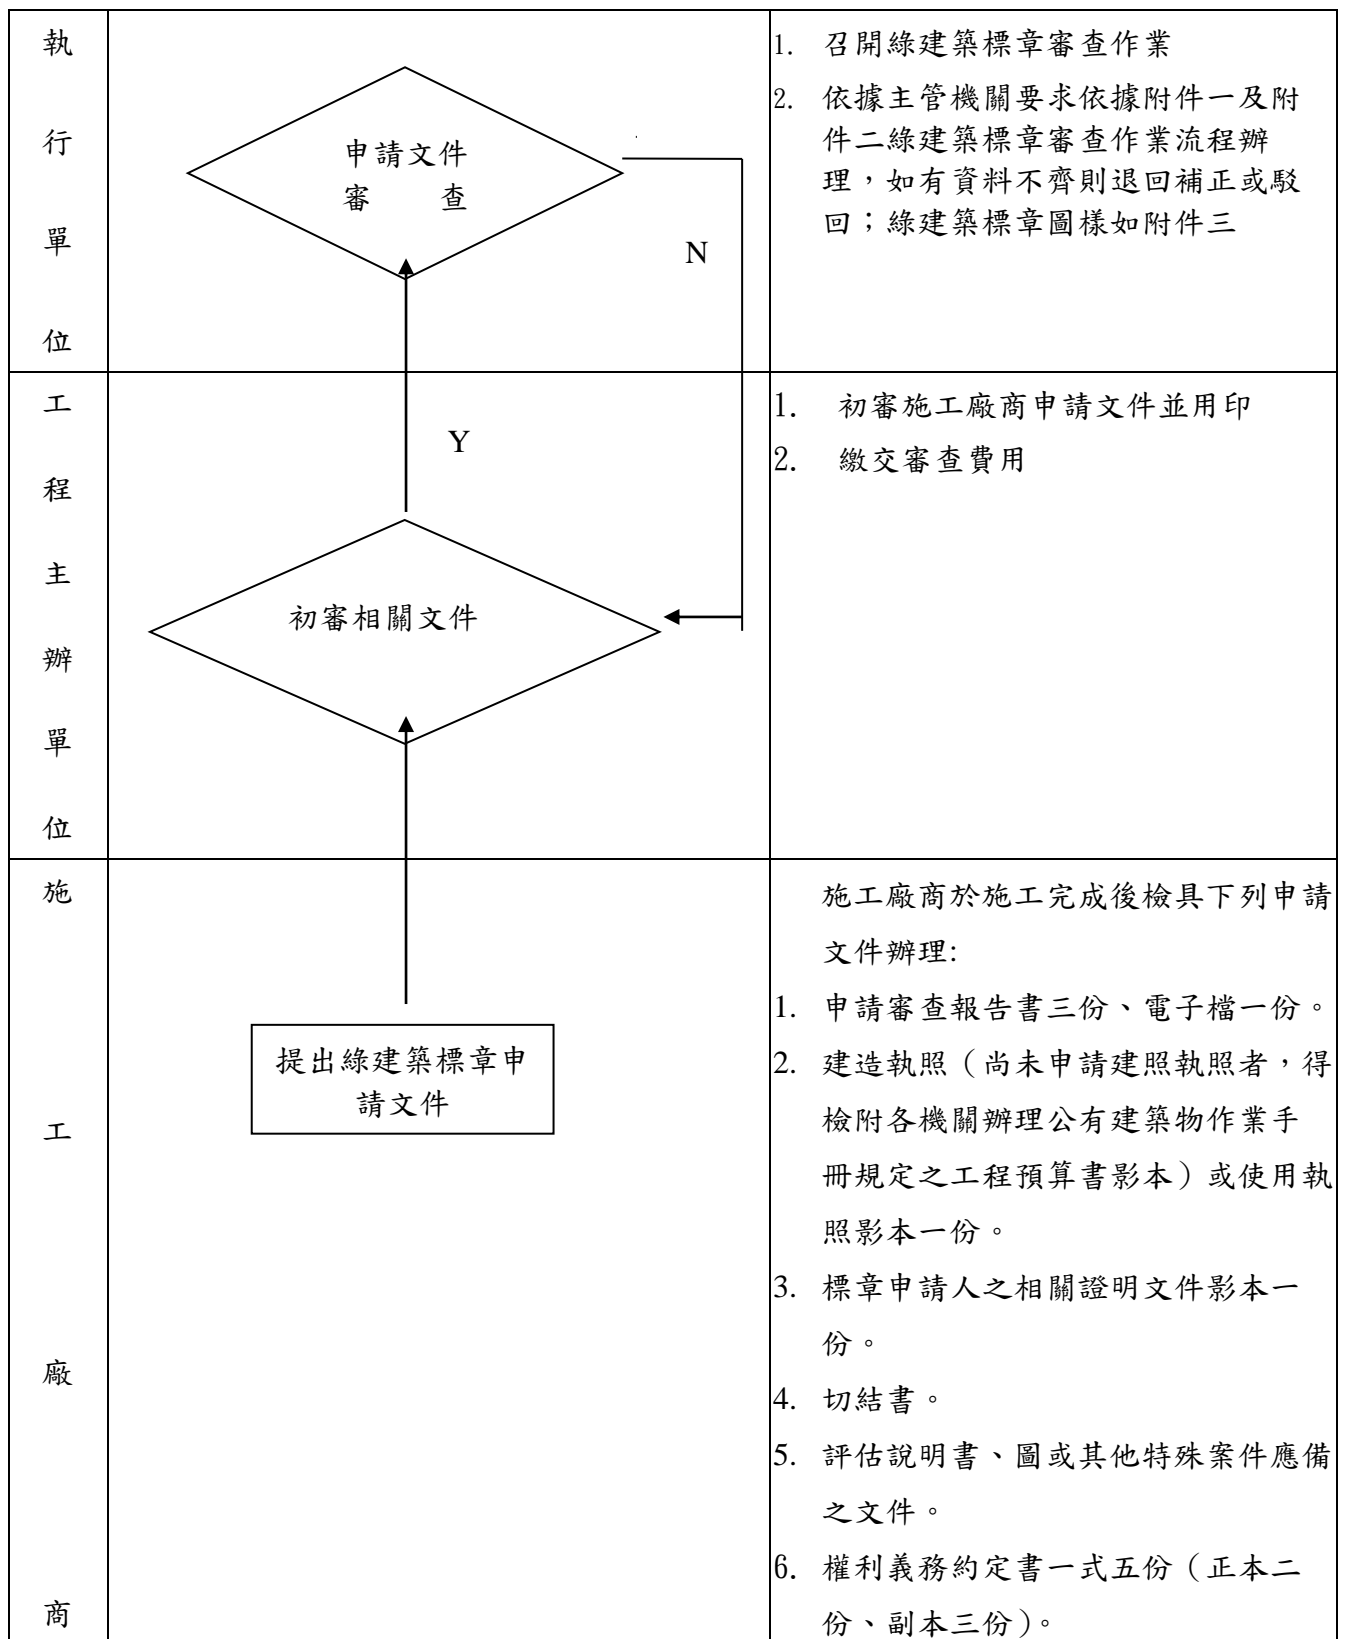 執
行
單
位
申請文件
審 查
N
1. 召開綠建築標章審查作業
2. 依據主管機關要求依據附件一及附
件二綠建築標章審查作業流程辦
理，如有資料不齊則退回補正或駁
回；綠建築標章圖樣如附件三
工
程
主
辦
單
位
Y
初審相關文件
1. 初審施工廠商申請文件並用印
2. 繳交審查費用
施
工
廠
商
提出綠建築標章申
請文件
施工廠商於施工完成後檢具下列申請
文件辦理:
1. 申請審查報告書三份、電子檔一份。
2. 建造執照（尚未申請建照執照者，得
檢附各機關辦理公有建築物作業手
冊規定之工程預算書影本）或使用執
照影本一份。
3. 標章申請人之相關證明文件影本一
份。
4. 切結書。
5. 評估說明書、圖或其他特殊案件應備
之文件。
6. 權利義務約定書一式五份（正本二
份、副本三份）。